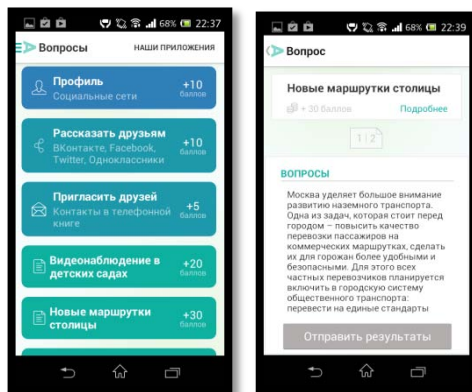 68% 22:37
Вопросы НАШИ ПРИЛОЖЕНИЯ
Профиль +10
Социальные сети баллов
Рассказать друзьям
ВКонтакте, Facebook, +10
Twitter, Одноклассники баллов
Пригласить друзей
Контакты в телефонной +5
книге баллов
Видеонаблюдение в +20
детских садах баллов
Новые маршрутки +30
столицы баллов
68% 22:39
Вопрос
Новые маршрутки столицы
+ 30 баллов Подробнее
1 | 2
ВОПРОСЫ
Москва уделяет большое внимание
развитию наземного транспорта.
Одна из задач, которая стоит перед
городом – повысить качество
перевозки пассажиров на
коммерческих маршрутках, сделать
их для горожан более удобными и
безопасными. Для этого всех
частных перевозчиков планируется
включить в городскую систему
общественного транспорта:
перевести на единые стандарты
Отправить результаты